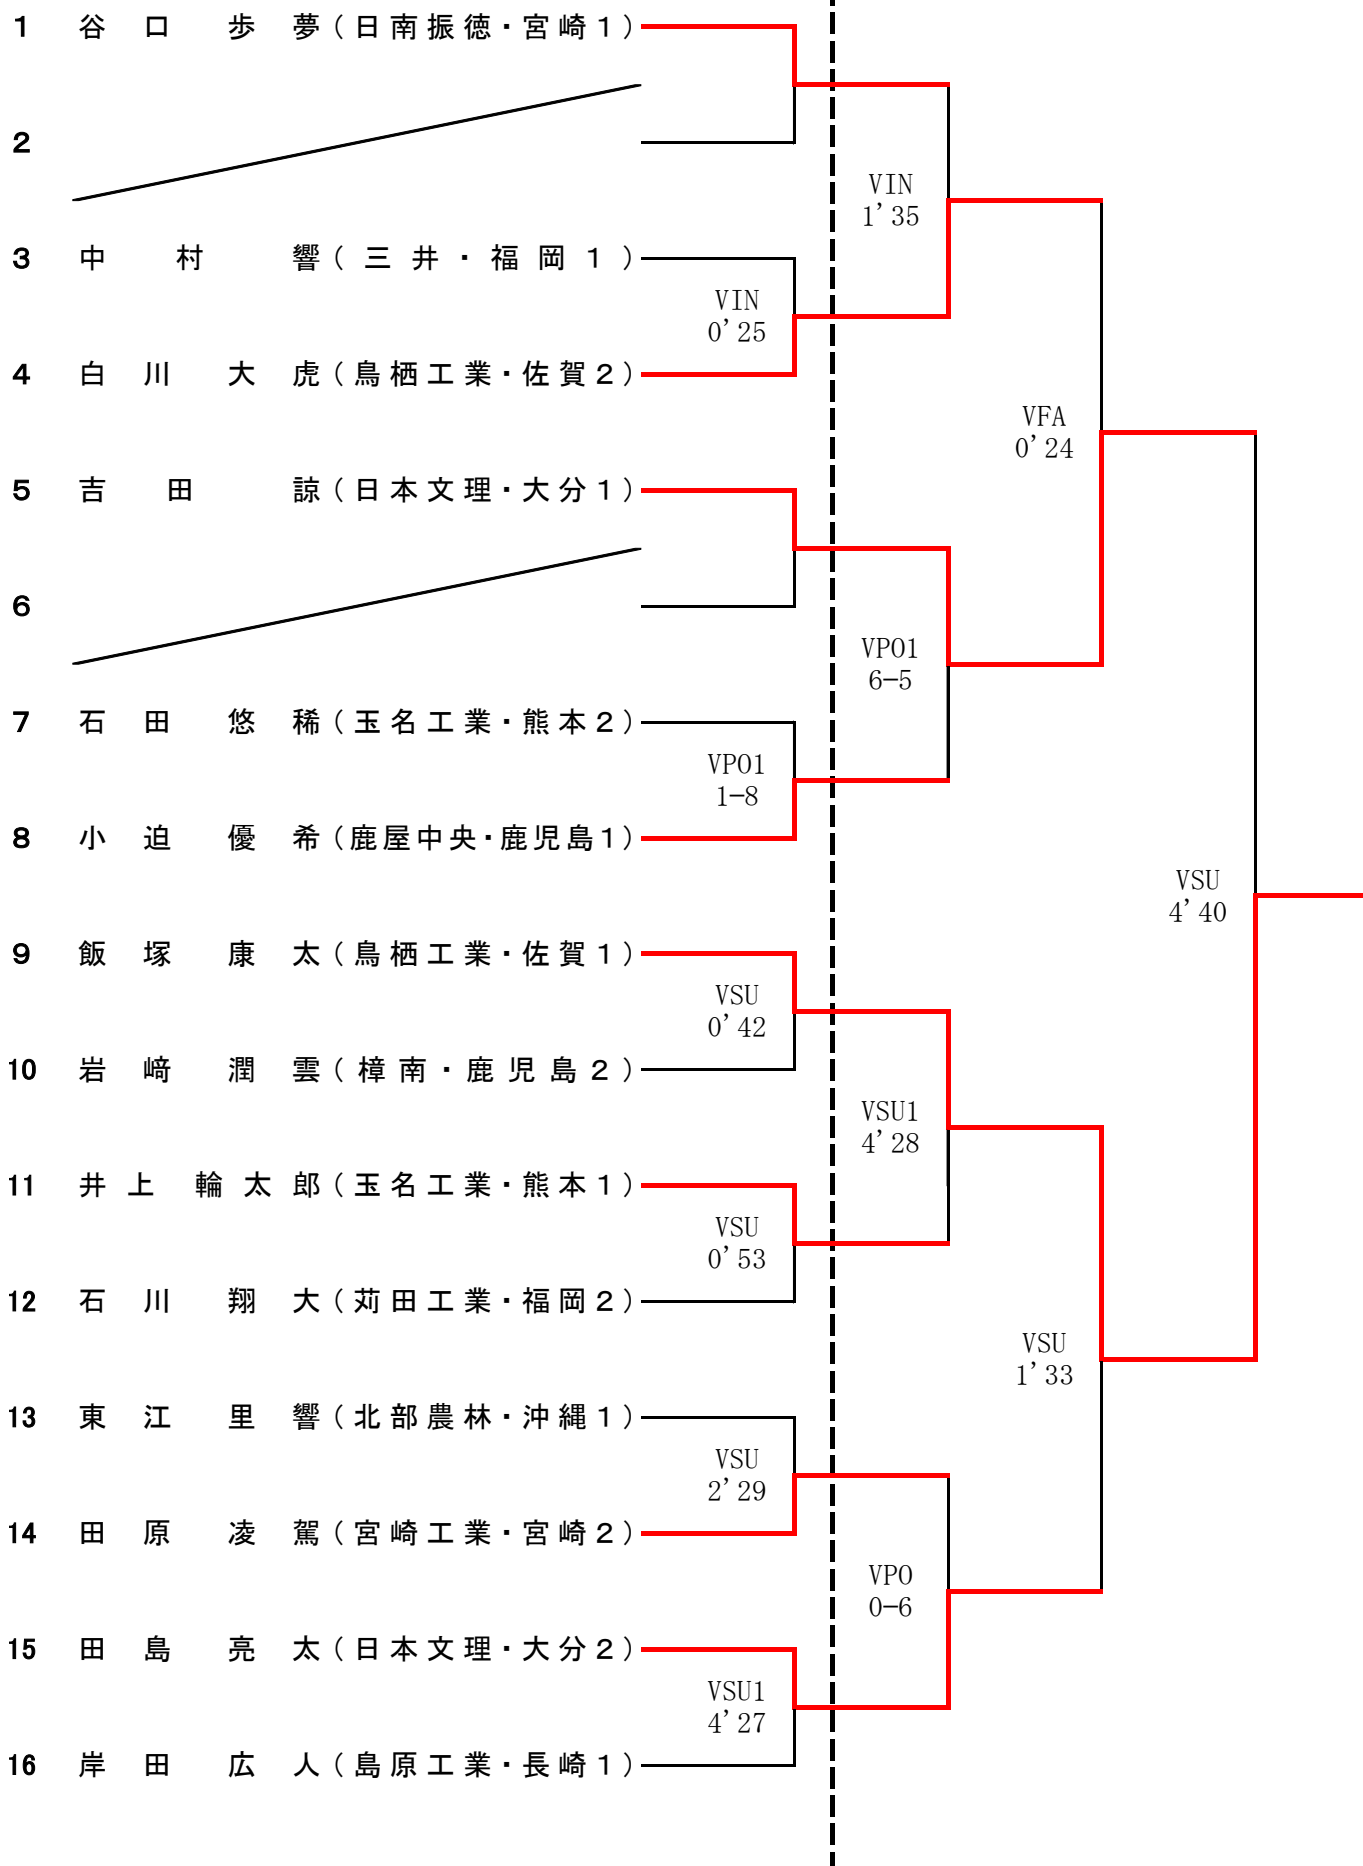 1 谷口 歩夢(日南振徳・宮崎1)
2
VIN
1'35
3 中村 響(三井・福岡1)
VIN
0'25
4 白川 大虎(鳥栖工業・佐賀2)
VFA
0'24
5 吉田 諒(日本文理・大分1)
6
VPO1
6-5
7 石田 悠稀(玉名工業・熊本2)
VPO1
1-8
8 小迫 優希(鹿屋中央・鹿児島1)
VSU
4'40
9 飯塚 康太(鳥栖工業・佐賀1)
VSU
0'42
10 岩﨑 潤雲(樟南・鹿児島2)
VSU1
4'28
11 井上 輪太郎(玉名工業・熊本1)
VSU
0'53
12 石川 翔大(苅田工業・福岡2)
VSU
1'33
13 東江 里響(北部農林・沖縄1)
VSU
2'29
14 田原 凌駕(宮崎工業・宮崎2)
VPO
0-6
15 田島 亮太(日本文理・大分2)
VSU1
4'27
16 岸田 広人(島原工業・長崎1)